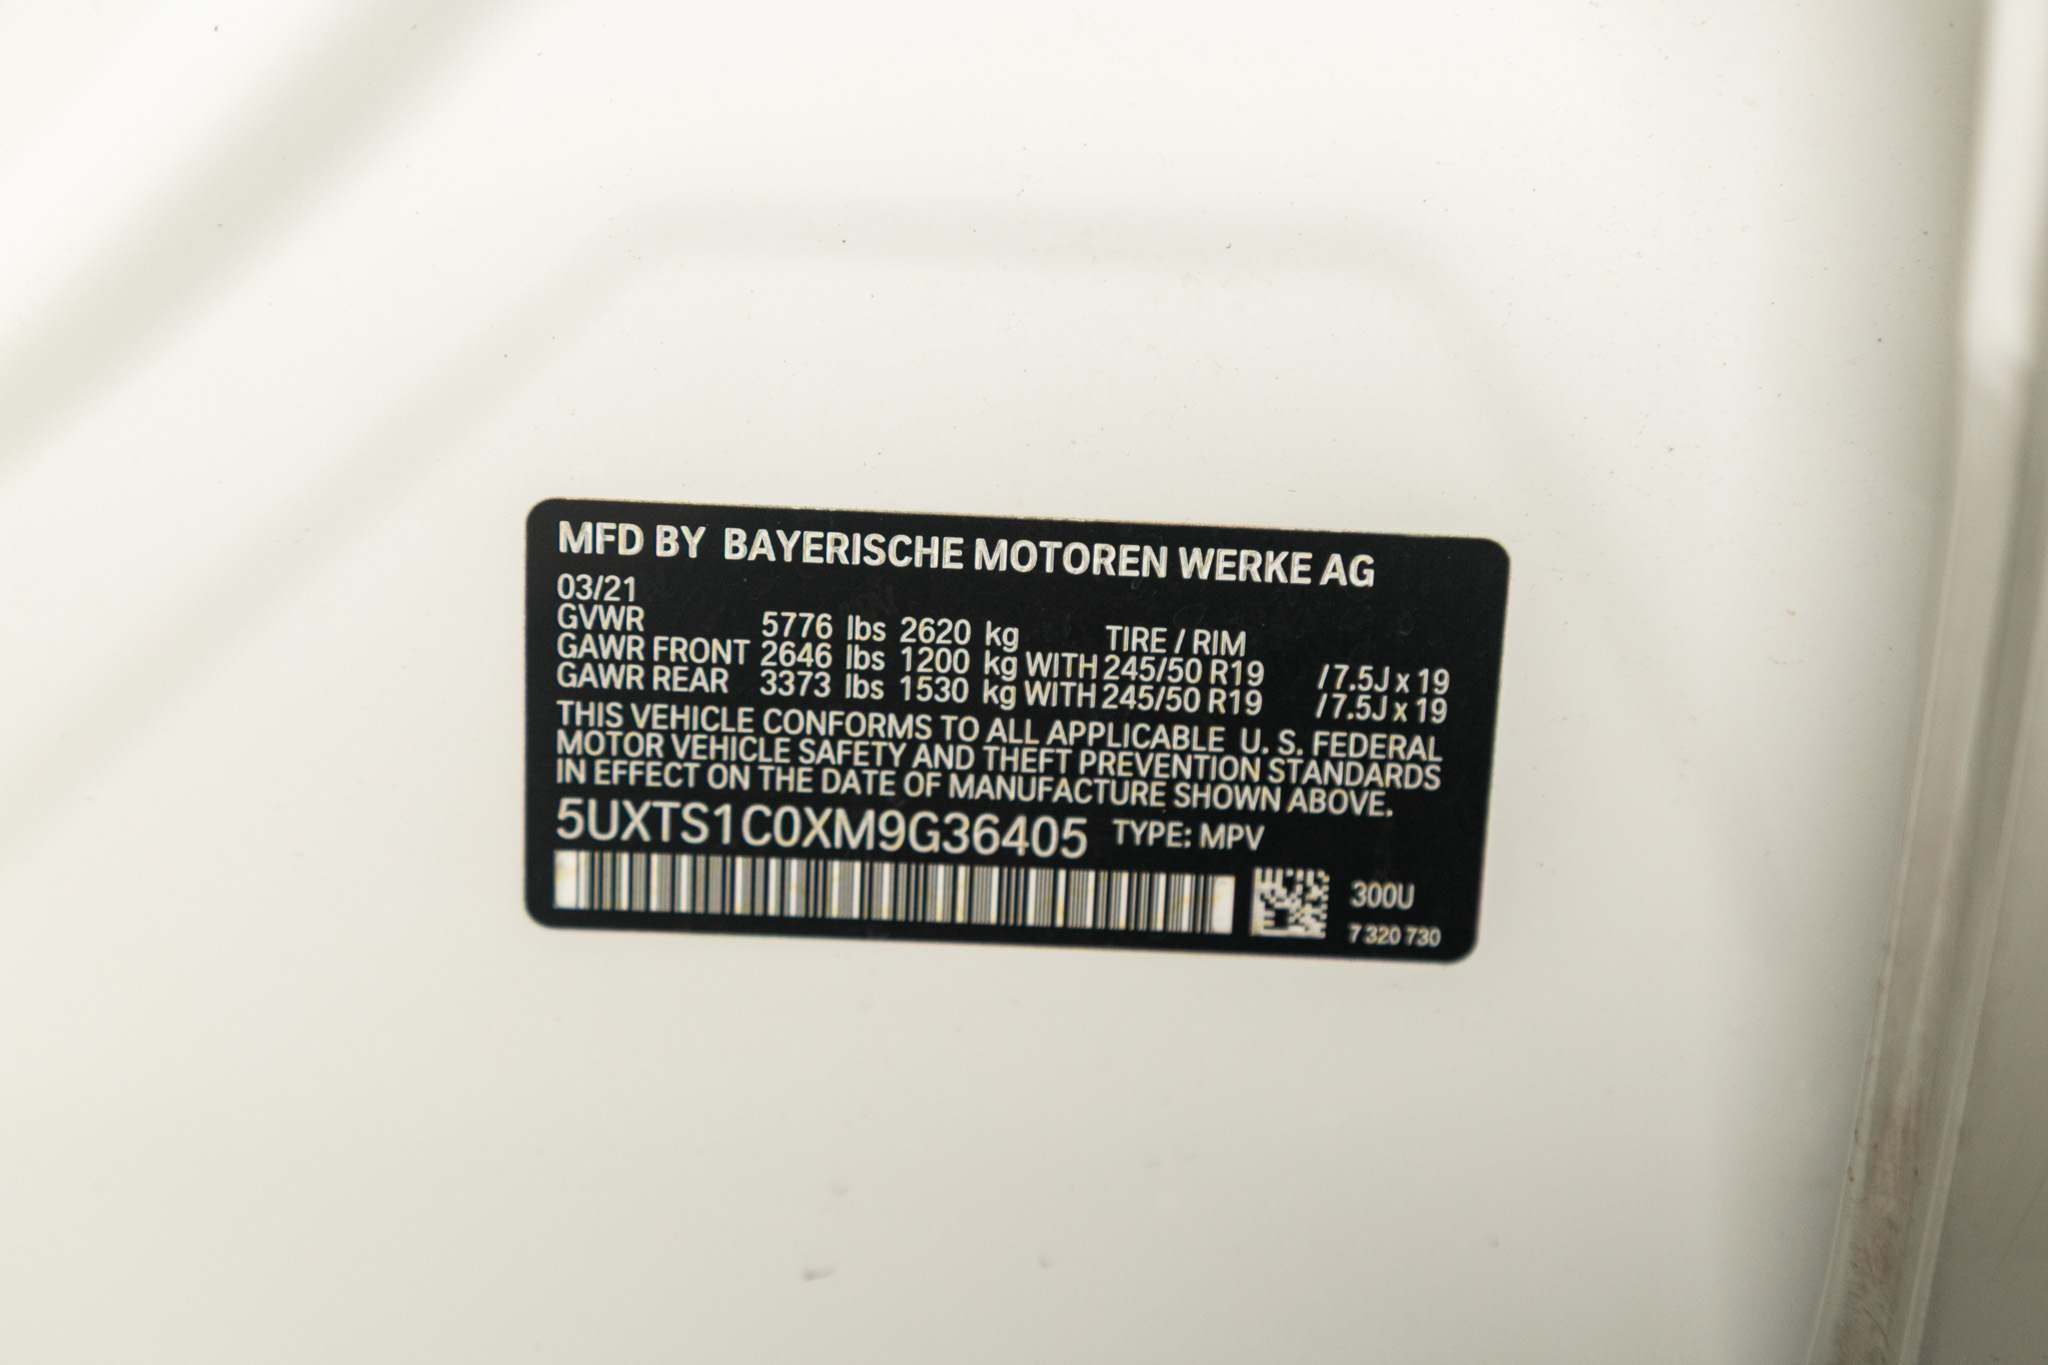 MFD BY BAYERISCHE MOTOREN WERKE AG
03/21
GVWR 5776 lbs 2620 kg TIRE / RIM
GAWR FRONT 2646 lbs 1200 kg WITH 245/50 R19 /7.5J x 19
GAWR REAR 3373 lbs 1530 kg WITH 245/50 R19 /7.5J x 19
THIS VEHICLE CONFORMS TO ALL APPLICABLE U. S. FEDERAL
MOTOR VEHICLE SAFETY AND THEFT PREVENTION STANDARDS
IN EFFECT ON THE DATE OF MANUFACTURE SHOWN ABOVE.
5UXTS1C0XM9G36405 TYPE: MPV
300U
7 320 730